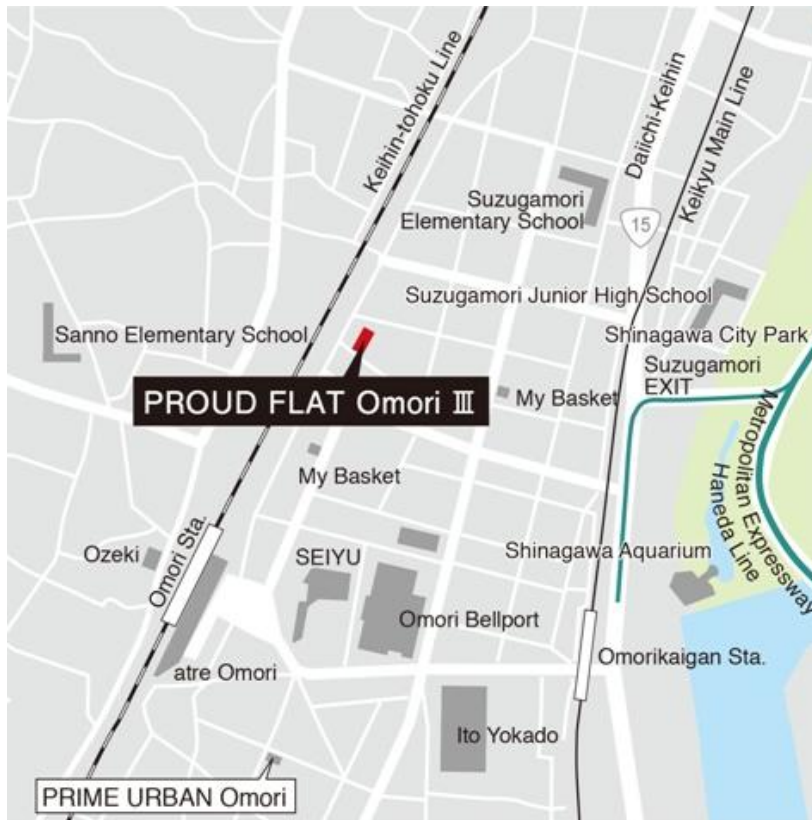 Keihin-tohoku Line
Daiichi-Keihin
Keikyu Main Line
Suzugamori
Elementary School
15
Suzugamori Junior High School
Sanno Elementary School
Shinagawa City Park
Suzugamori
EXIT
PROUD FLAT Omori Ⅲ
My Basket
Metropolitan Expressway
Haneda Line
My Basket
Omori Sta.
Ozeki
SEIYU
Shinagawa Aquarium
Omori Bellport
atre Omori
Omorikaigan Sta.
Ito Yokado
PRIME URBAN Omori